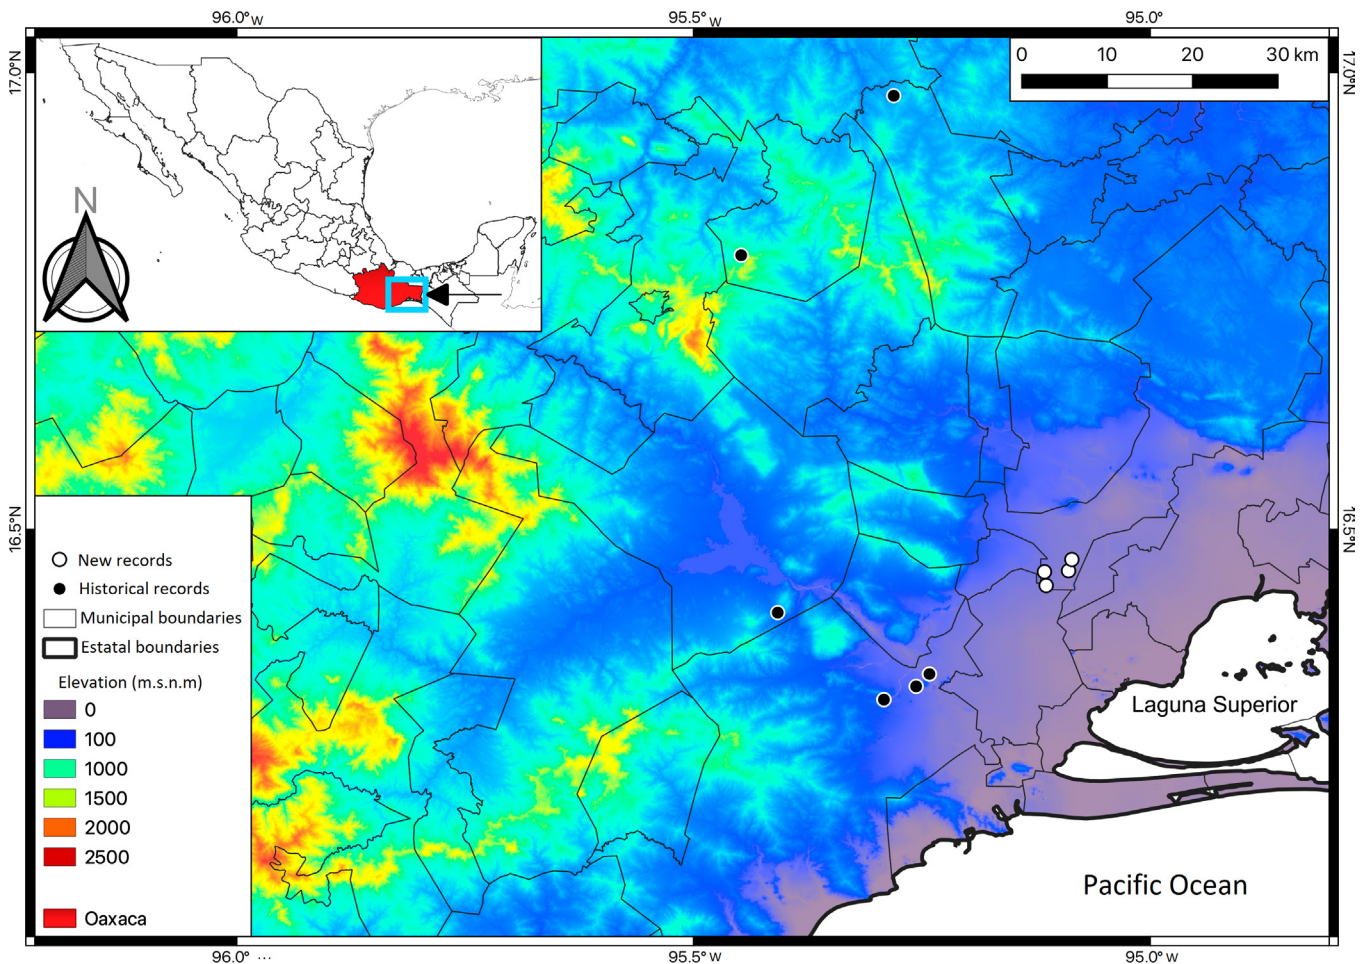 96.0° W
95.5° W
95.0°
17.0°N
17.0°N
0 10 20 30 km
N
16.5°N
16.5°N
New records
Historical records
Municipal boundaries
Estatal boundaries
Elevation (m.s.n.m)
0
100
1000
1500
2000
2500
Oaxaca
Laguna Superior
Pacific Ocean
96.0° ...
95.5° W
95.0° W